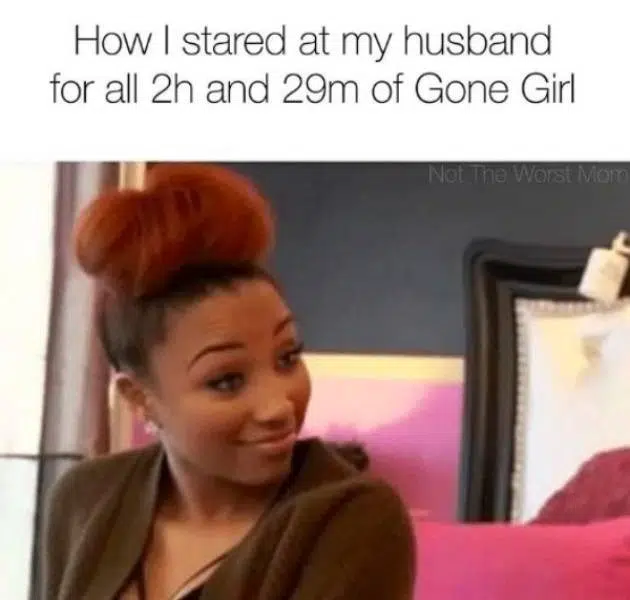 How I stared at my husband
for all 2h and 29m of Gone Girl
Not The Worst Mom